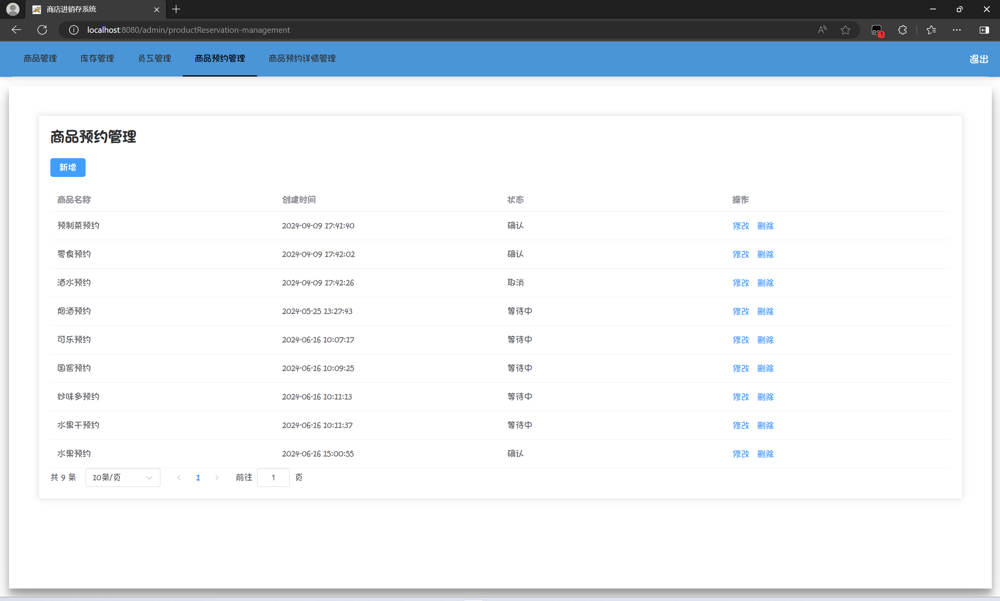 商店进销存系统
localhost:8080/admin/productReservation-management
1
商品管理 库存管理 员工管理 商品预约管理 商品预约详情管理 退出
商品预约管理
新增
商品名称 创建时间 状态 操作
预制菜预约 2024-04-09 17:41:40 确认 修改 删除
零食预约 2024-04-09 17:42:02 确认 修改 删除
酒水预约 2024-04-09 17:42:26 取消 修改 删除
烟酒预约 2024-05-25 13:27:43 等待中 修改 删除
可乐预约 2024-06-16 10:07:17 等待中 修改 删除
国窖预约 2024-06-16 10:09:25 等待中 修改 删除
妙味多预约 2024-06-16 10:11:13 等待中 修改 删除
水果干预约 2024-06-16 10:11:37 等待中 修改 删除
水果预约 2024-06-16 15:00:55 确认 修改 删除
共 9 条 10条/页 1 前往 1 页